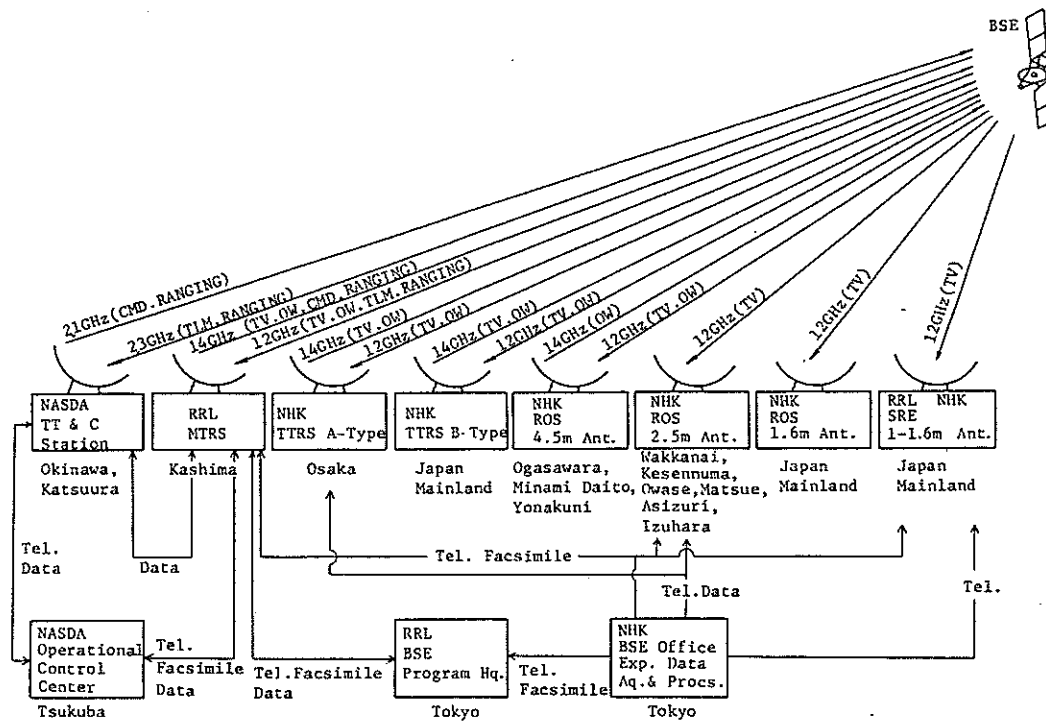 BSE
21GHz(CMD.RANGING)
23GHz(TLM.RANGING)
14GHz (TV.OW.CMD.RANGING)
12GHz(TV.OW.TLM.RANGING)
14GHz(TV.OW)
12GHz(TV.OW)
14GHz(TV.OW)
12GHz(TV.OW)
14GHz(OW)
12GHz(TV.OW)
12GHz(TV)
12GHz(TV)
12GHz(TV)
NASDA
TT & C
Station
Okinawa,
Katsuura
RRL
MTRS
Kashima
NHK
TTRS A-Type
Osaka
NHK
TTRS B-Type
Japan
Mainland
NHK
ROS
4.5m Ant.
Ogasawara,
Minami Daito,
Yonakuni
NHK
ROS
2.5m Ant.
Wakkanai,
Kesennuma,
Owase,Matsue,
Asizuri,
Izuhara
NHK
ROS
1.6m Ant.
Japan
Mainland
RRL NHK
SRE
1-1.6m Ant.
Japan
Mainland
Tel.
Data
Data
Tel. Facsimile
Tel.Data
Tel.
NASDA
Operational
Control
Center
Tsukuba
Tel.
Facsimile
Data
Tel.Facsimile
Data
RRL
BSE
Program Hq.
Tokyo
Tel.
Facsimile
NHK
BSE Office
Exp. Data
Aq.& Procs.
Tokyo